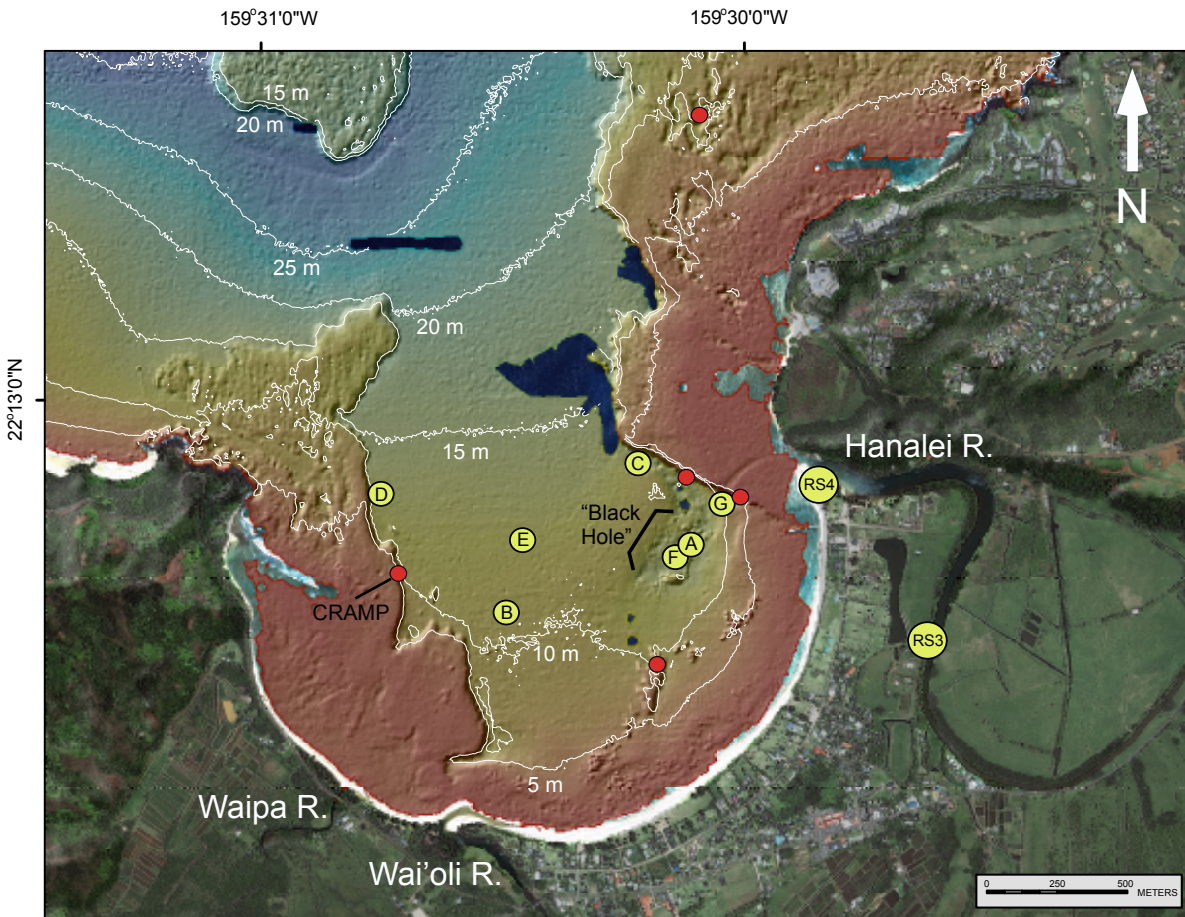 159°31'0"W
159°30'0"W
15 m
20 m
N
25 m
20 m
22°13'0"N
15 m
Hanalei R.
C
RS4
D
G
"Black
Hole"
E
A
F
CRAMP
B
RS3
10 m
5 m
Waipa R.
Wai'oli R.
0 250 500
METERS